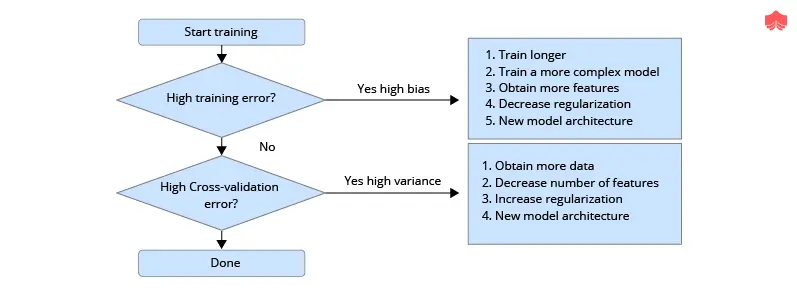 Start training
High training error?
Yes high bias
1. Train longer
2. Train a more complex model
3. Obtain more features
4. Decrease regularization
5. New model architecture
No
High Cross-validation
error?
Yes high variance
1. Obtain more data
2. Decrease number of features
3. Increase regularization
4. New model architecture
Done